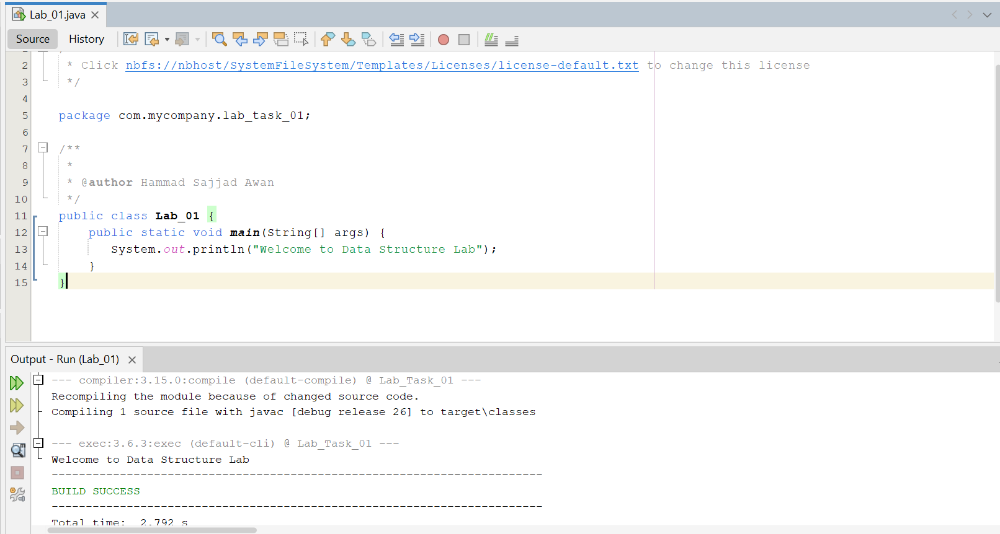 Lab_01.java
Source History
2 * Click nbfs://nbhost/SystemFileSystem/Templates/Licenses/license-default.txt to change this license
3 */
4
5 package com.mycompany.lab_task_01;
6
7 /**
8 *
9 * @author Hammad Sajjad Awan
10 */
11 public class Lab_01 {
12 public static void main(String[] args) {
13 System.out.println("Welcome to Data Structure Lab");
14 }
15 }
Output - Run (Lab_01)
--- compiler:3.15.0:compile (default-compile) @ Lab_Task_01 ---
Recompiling the module because of changed source code.
Compiling 1 source file with javac [debug release 26] to target\classes
--- exec:3.6.3:exec (default-cli) @ Lab_Task_01 ---
Welcome to Data Structure Lab
------------------------------------------------------------------------
BUILD SUCCESS
------------------------------------------------------------------------
Total time: 2.792 s